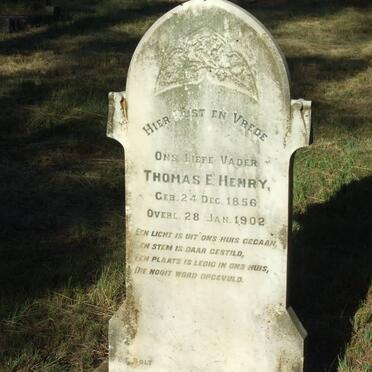 HIER RUST EN VREDE
ONS LIEFE VADER
THOMAS E. HENRY,
GEB. 24 DEC. 1856
OVERL. 28 JAN. 1902
EEN LICHT IS UIT ONS HUIS GEGAAN,
EEN STEM IS DAAR GESTILD,
EEN PLAATS IS LEDIG IN ONS HUIS,
DIE NOOIT WORD OPGEVULD.